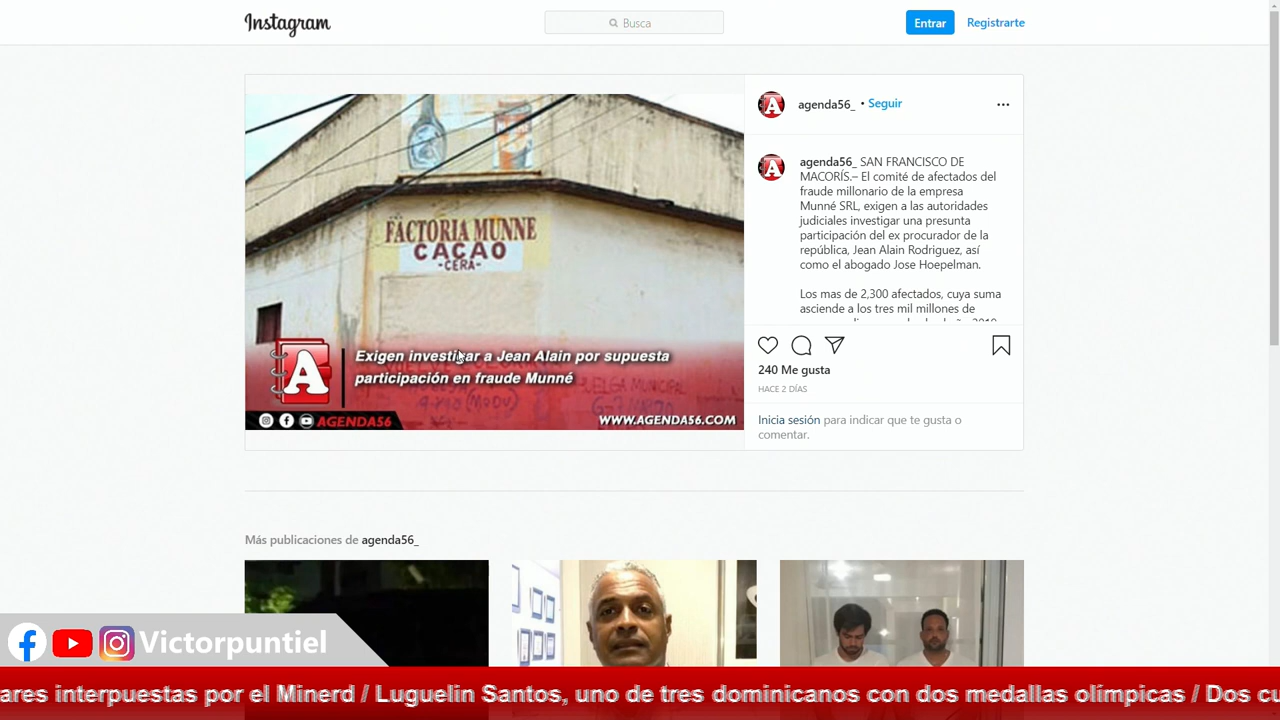 Instagram
Busca
Entrar
Registrarte
FACTORIA MUNNE
CACAO
-CERA-
A
Exigen investigar a Jean Alain por supuesta
participación en fraude Munné
AGENDA56
WWW.AGENDA56.COM
agenda56_ • Seguir
agenda56_ SAN FRANCISCO DE
MACORÍS.– El comité de afectados del
fraude millonario de la empresa
Munné SRL, exigen a las autoridades
judiciales investigar una presunta
participación del ex procurador de la
república, Jean Alain Rodriguez, así
como el abogado Jose Hoepelman.
Los mas de 2,300 afectados, cuya suma
asciende a los tres mil millones de
240 Me gusta
HACE 2 DÍAS
Inicia sesión para indicar que te gusta o
comentar.
Más publicaciones de agenda56_
Victorpuntiel
ares interpuestas por el Minerd / Luguelin Santos, uno de tres dominicanos con dos medallas olímpicas / Dos cu